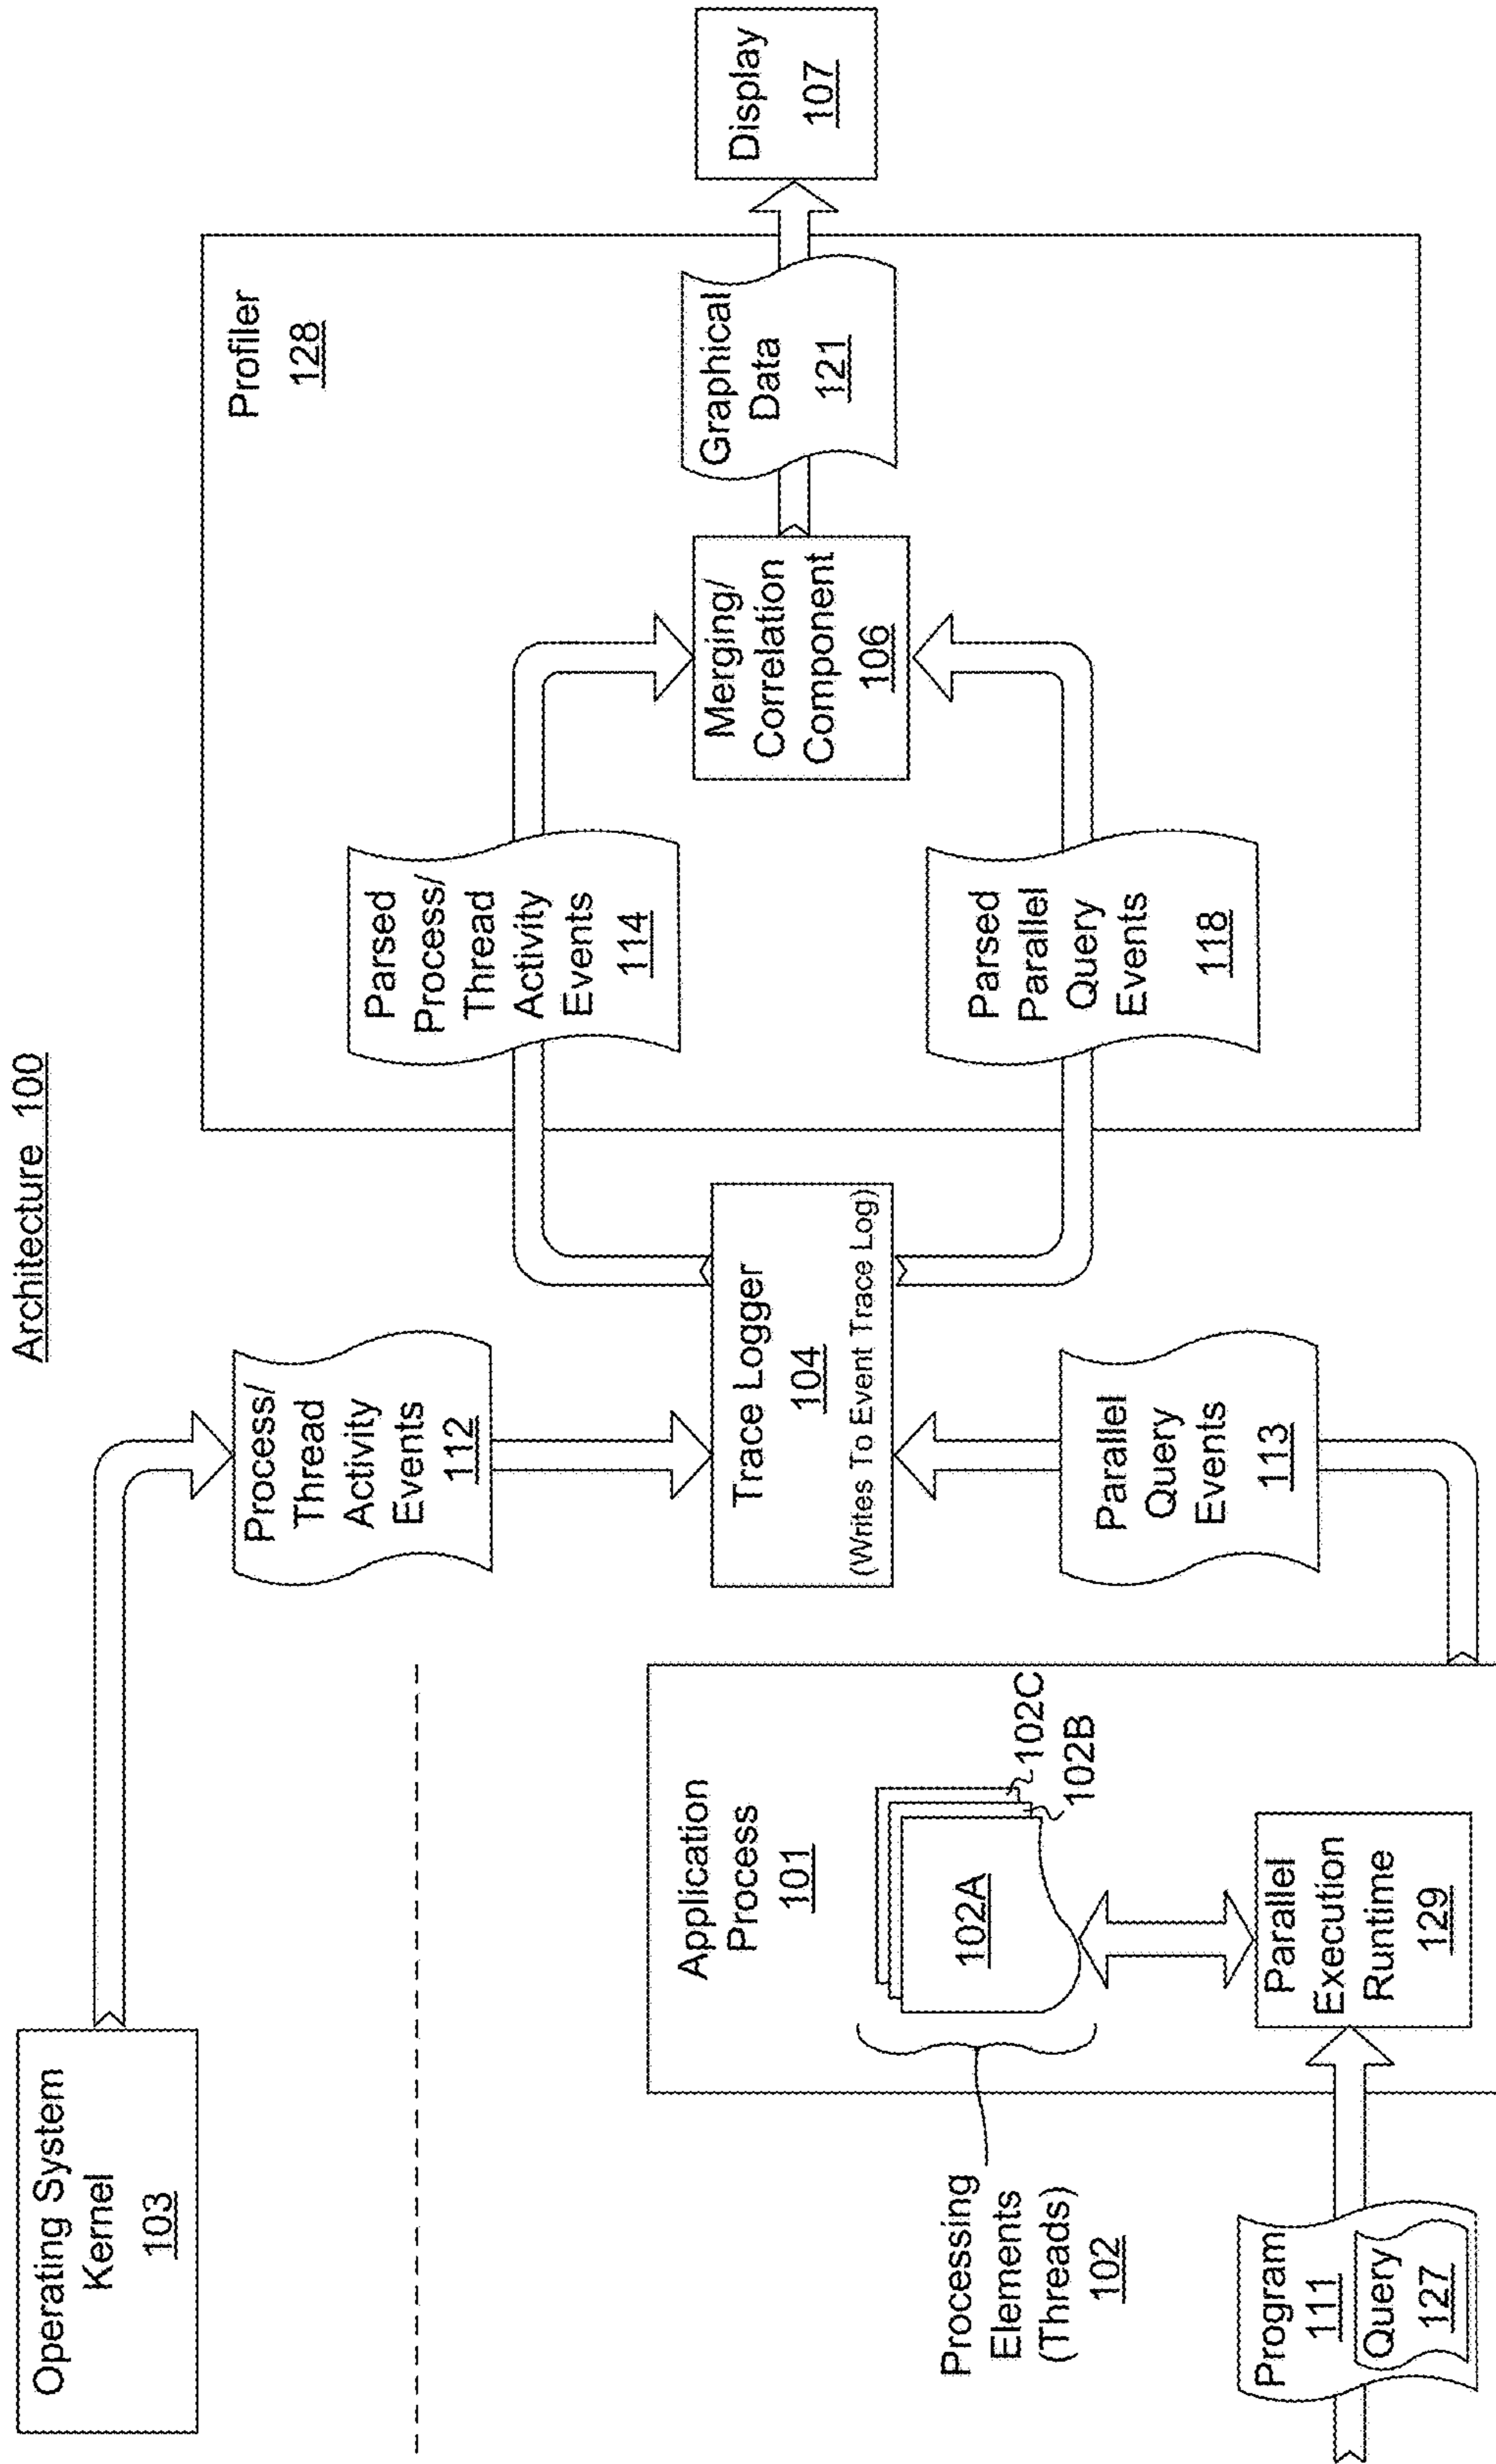 Architecture 100
Operating System
Kernel
103
Process/
Thread
Activity
Events
112
Application
Process
101
102A
102C
102B
Processing
Elements
(Threads)
102
Program
111
Query
127
Parallel
Execution
Runtime
129
Trace Logger
104
(Writes To Event Trace Log)
Parallel
Query
Events
113
Profiler
128
Parsed
Process/
Thread
Activity
Events
114
Parsed
Parallel
Query
Events
118
Merging/
Correlation
Component
106
Graphical
Data
121
Display
107